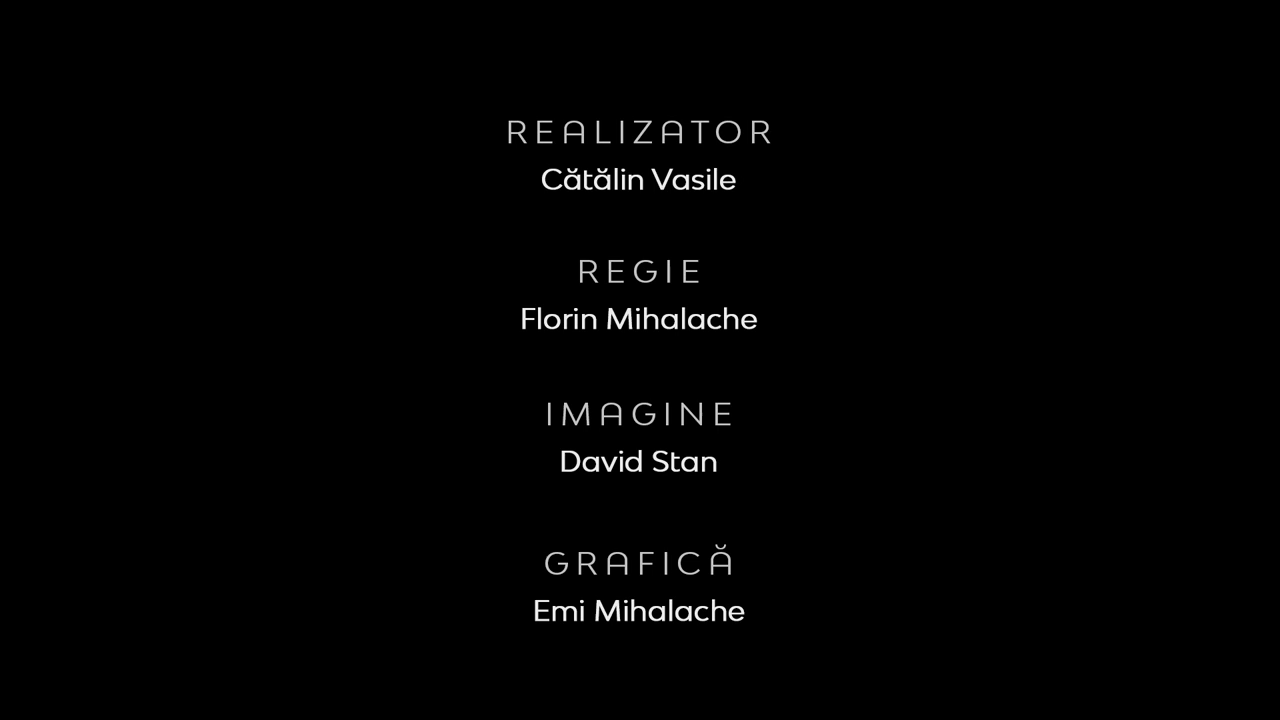 REALIZATOR
Cătălin Vasile
REGIE
Florin Mihalache
IMAGINE
David Stan
GRAFICĂ
Emi Mihalache